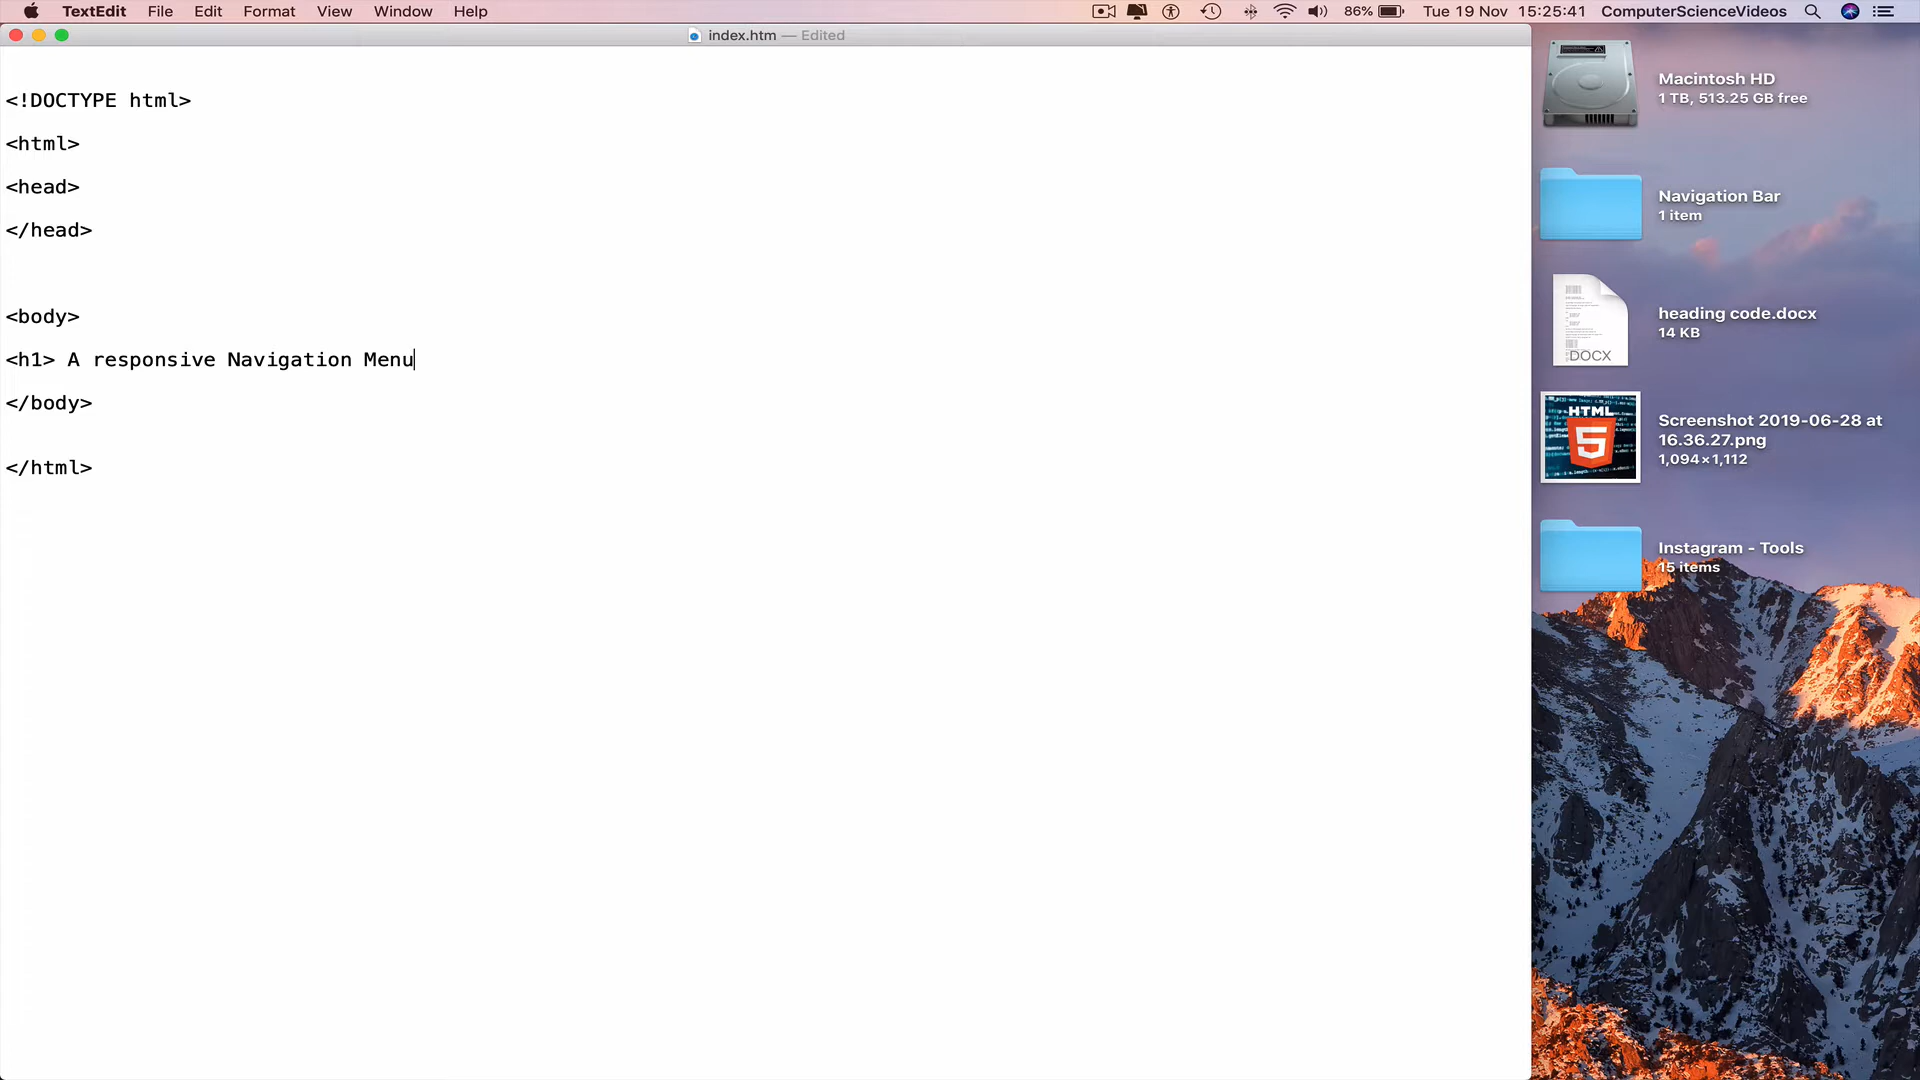 TextEdit File Edit Format View Window Help 86% Tue 19 Nov 15:25:41 ComputerScienceVideos
index.htm — Edited
<!DOCTYPE html>
<html>
<head>
</head>
<body>
<h1> A responsive Navigation Menu
</body>
</html>
Macintosh HD
1 TB, 513.25 GB free
Navigation Bar
1 item
DOCX
heading code.docx
14 KB
HTML
5
Screenshot 2019-06-28 at
16.36.27.png
1,094×1,112
Instagram - Tools
15 items